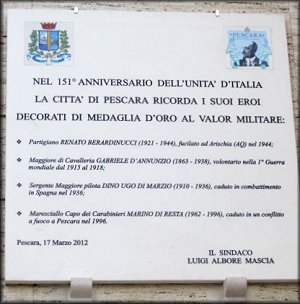 PESCARA
NEL 151° ANNIVERSARIO DELL'UNITA' D'ITALIA
LA CITTA' DI PESCARA RICORDA I SUOI EROI
DECORATI DI MEDAGLIA D'ORO AL VALOR MILITARE:
Partigiano RENATO BERARDINUCCI (1921 - 1944), fucilato ad Arischia (AQ) nel 1944;
Maggiore di Cavalleria GABRIELE D'ANNUNZIO (1863 - 1938), volontario nella 1ª Guerra
mondiale dal 1915 al 1918;
Sergente Maggiore pilota DINO UGO DI MARZIO (1910 - 1936), caduto in combattimento
in Spagna nel 1936;
Maresciallo Capo dei Carabinieri MARINO DI RESTA (1962 - 1996), caduto in un conflitto
a fuoco a Pescara nel 1996.
Pescara, 17 Marzo 2012
IL SINDACO
LUIGI ALBORE MASCIA